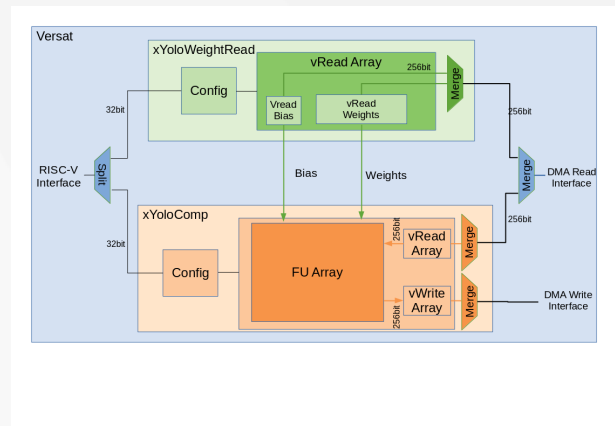 Versat
xYoloWeightRead
vRead Array
256bit
Merge
Config
Vread
Bias
vRead
Weights
32bit
256bit
RISC-V
Interface
Split
Bias
Weights
Merge
DMA Read
Interface
256bit
xYoloComp
32bit
Config
FU Array
256bit
vRead
Array
Merge
256bit
vWrite
Array
Merge
DMA Write
Interface